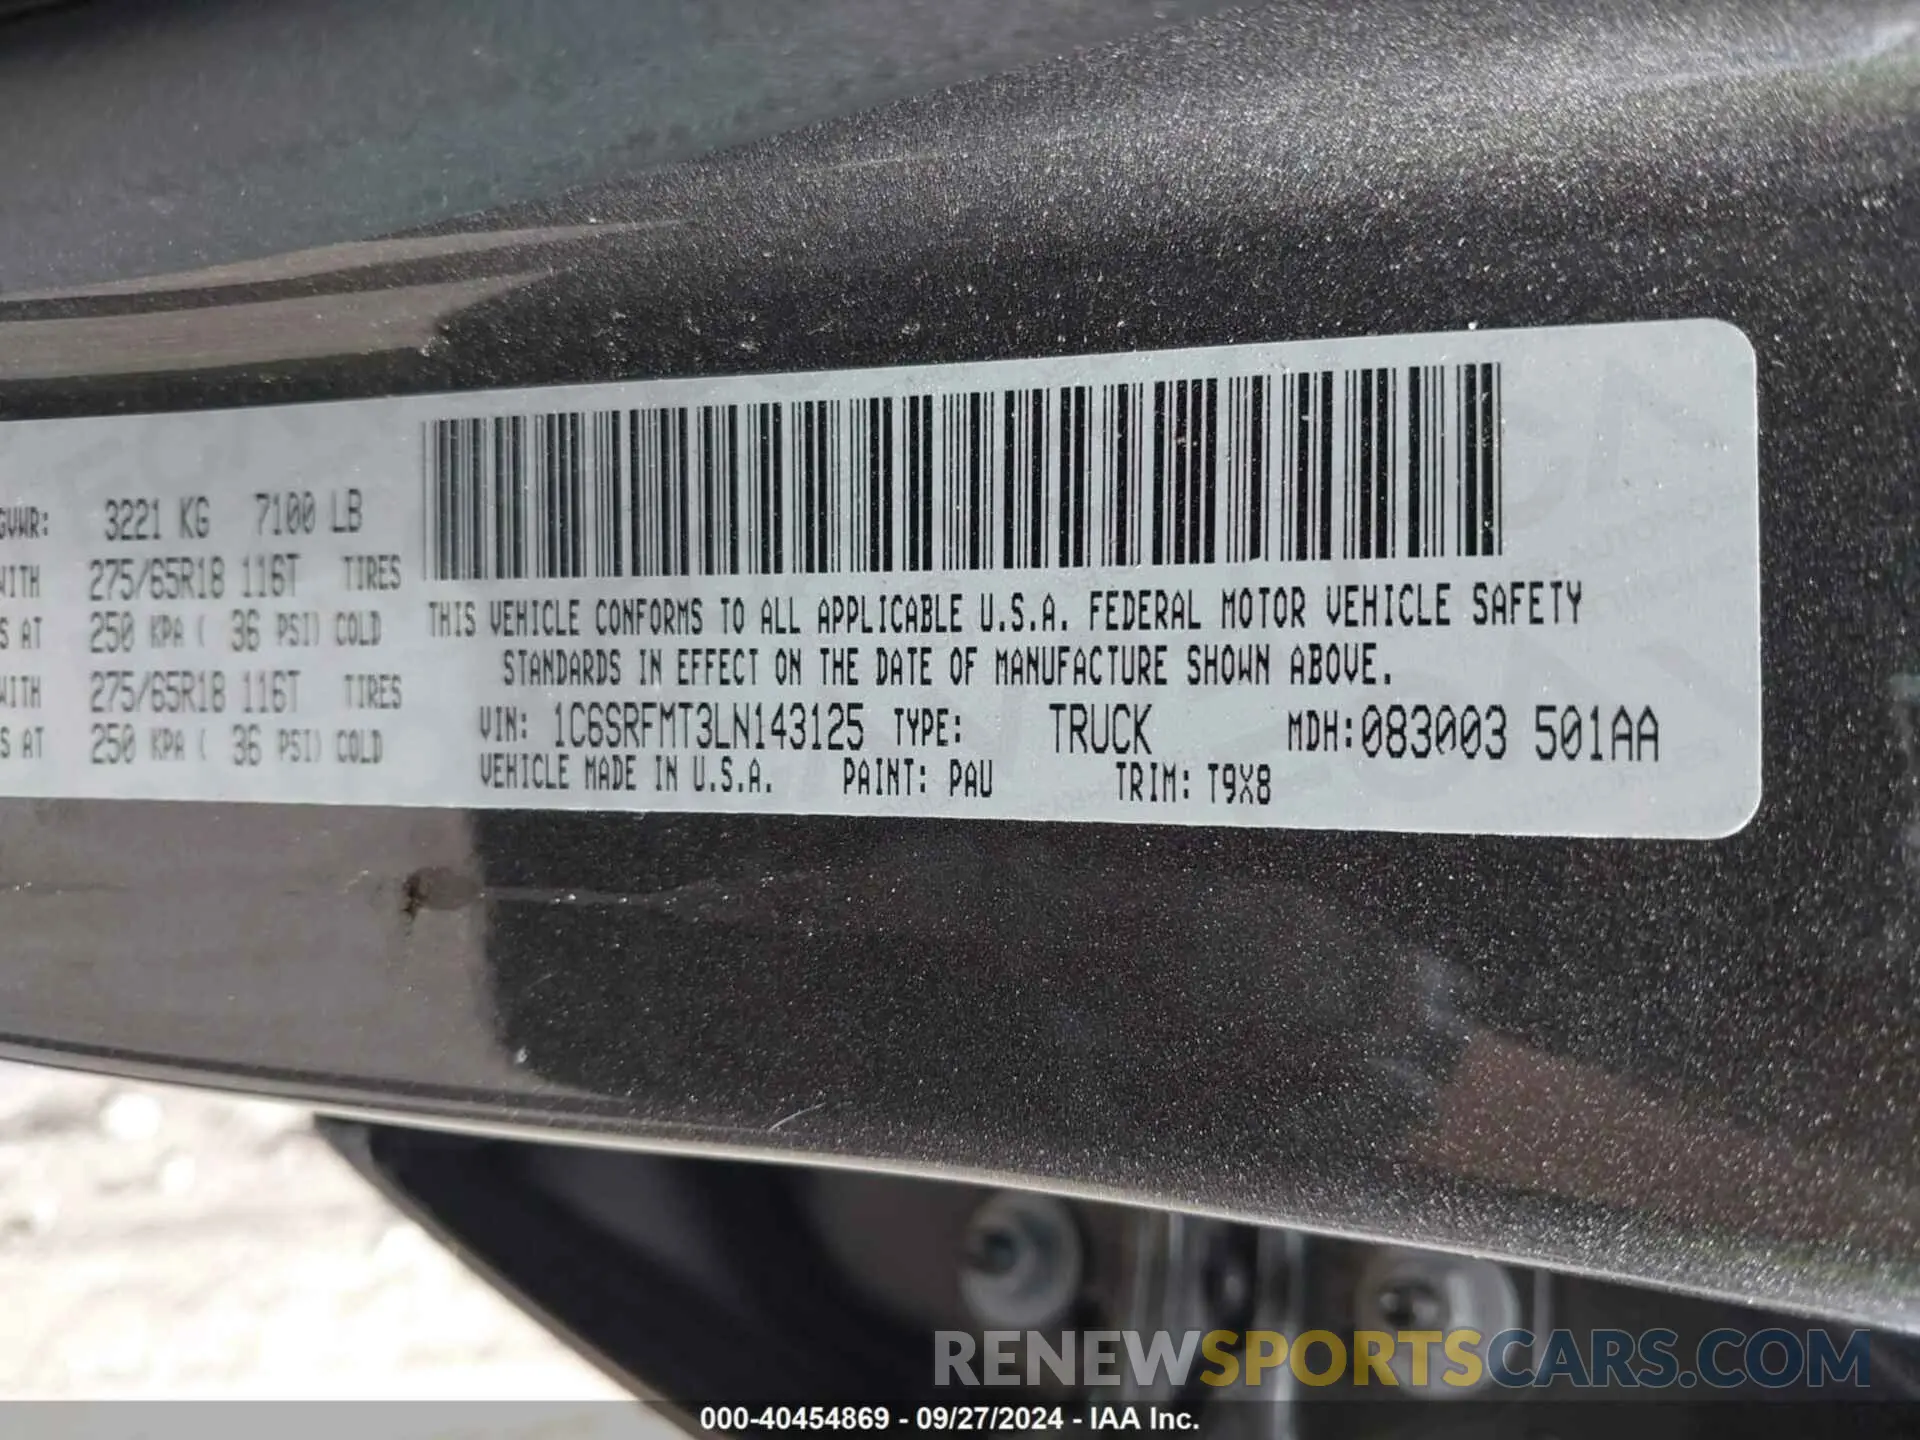 GVWR: 3221 KG 7100 LB
WITH 275/65R18 116T TIRES
S AT 250 KPA ( 36 PSI) COLD
WITH 275/65R18 116T TIRES
S AT 250 KPA ( 36 PSI) COLD
THIS VEHICLE CONFORMS TO ALL APPLICABLE U.S.A. FEDERAL MOTOR VEHICLE SAFETY
STANDARDS IN EFFECT ON THE DATE OF MANUFACTURE SHOWN ABOVE.
VIN: 1C6SRFMT3LN143125 TYPE: TRUCK MDH:083003 501AA
VEHICLE MADE IN U.S.A. PAINT: PAU TRIM: T9X8
RENEWSPORTSCARS.COM
000-40454869 - 09/27/2024 - IAA Inc.